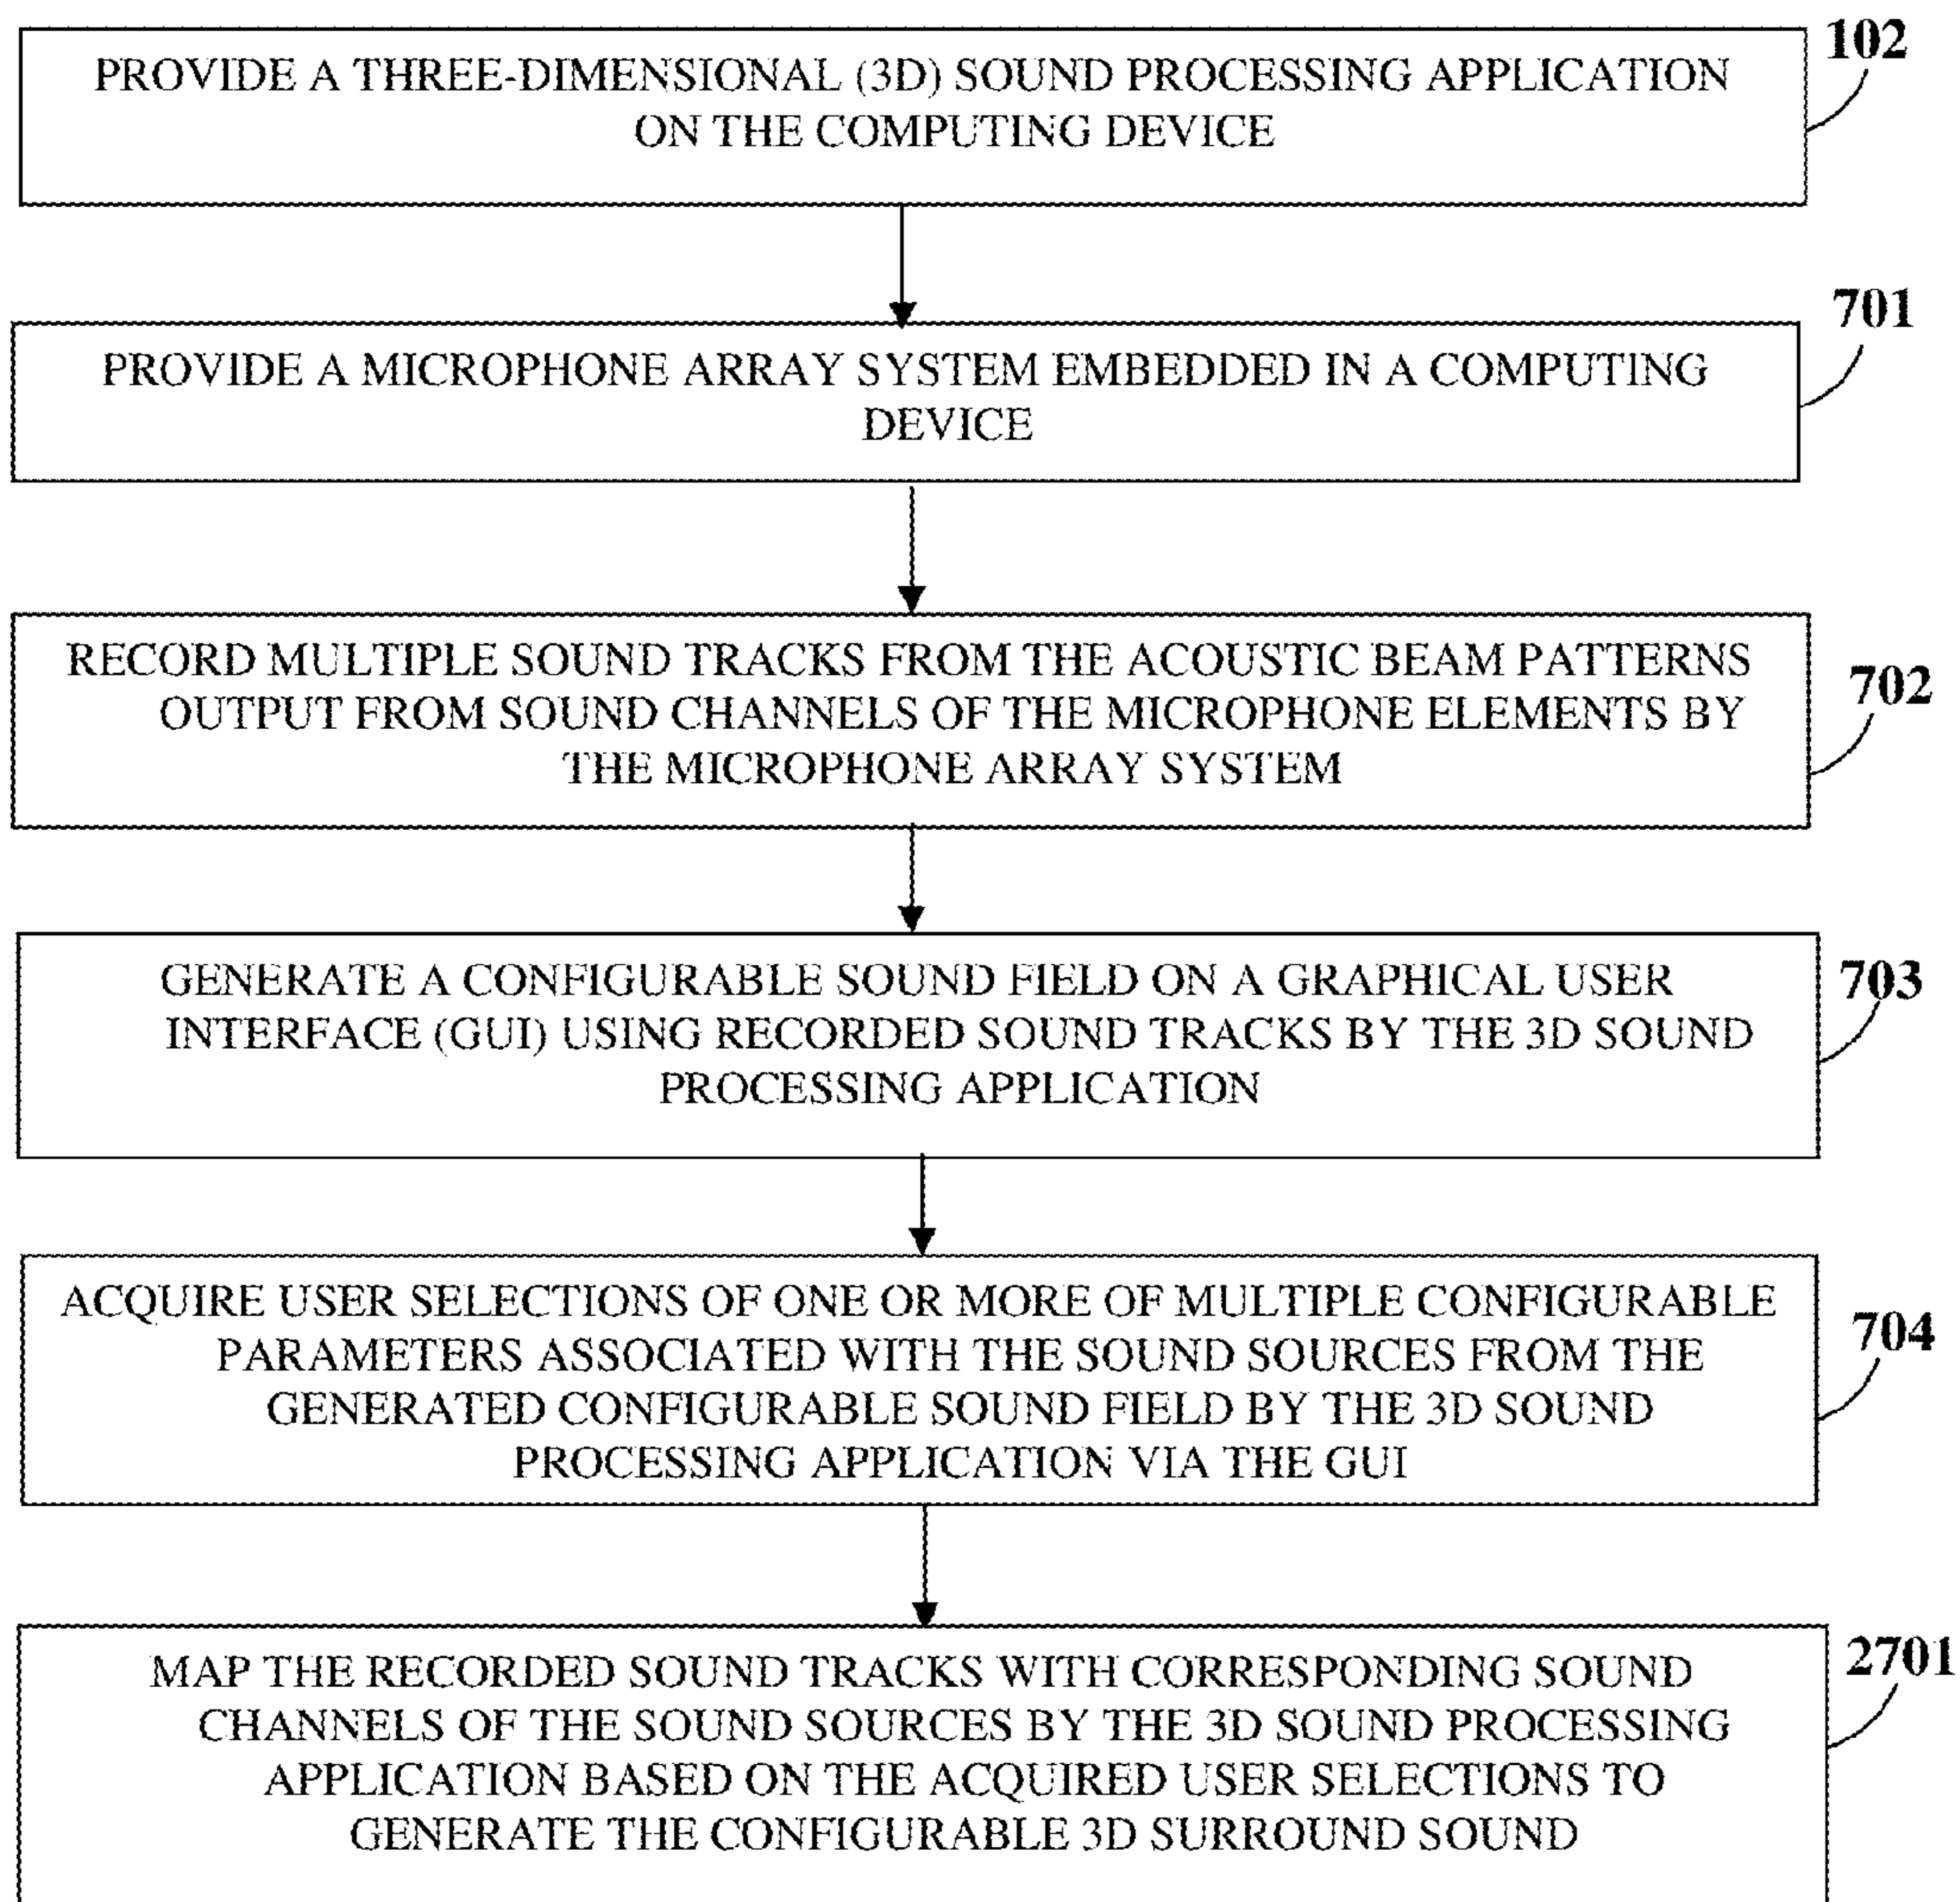 102
PROVIDE A THREE-DIMENSIONAL (3D) SOUND PROCESSING APPLICATION
ON THE COMPUTING DEVICE
701
PROVIDE A MICROPHONE ARRAY SYSTEM EMBEDDED IN A COMPUTING
DEVICE
RECORD MULTIPLE SOUND TRACKS FROM THE ACOUSTIC BEAM PATTERNS
702
OUTPUT FROM SOUND CHANNELS OF THE MICROPHONE ELEMENTS BY
THE MICROPHONE ARRAY SYSTEM
GENERATE A CONFIGURABLE SOUND FIELD ON A GRAPHICAL USER
703
INTERFACE (GUI) USING RECORDED SOUND TRACKS BY THE 3D SOUND
PROCESSING APPLICATION
ACQUIRE USER SELECTIONS OF ONE OR MORE OF MULTIPLE CONFIGURABLE
704
PARAMETERS ASSOCIATED WITH THE SOUND SOURCES FROM THE
GENERATED CONFIGURABLE SOUND FIELD BY THE 3D SOUND
PROCESSING APPLICATION VIA THE GUI
2701
MAP THE RECORDED SOUND TRACKS WITH CORRESPONDING SOUND
CHANNELS OF THE SOUND SOURCES BY THE 3D SOUND PROCESSING
APPLICATION BASED ON THE ACQUIRED USER SELECTIONS TO
GENERATE THE CONFIGURABLE 3D SURROUND SOUND